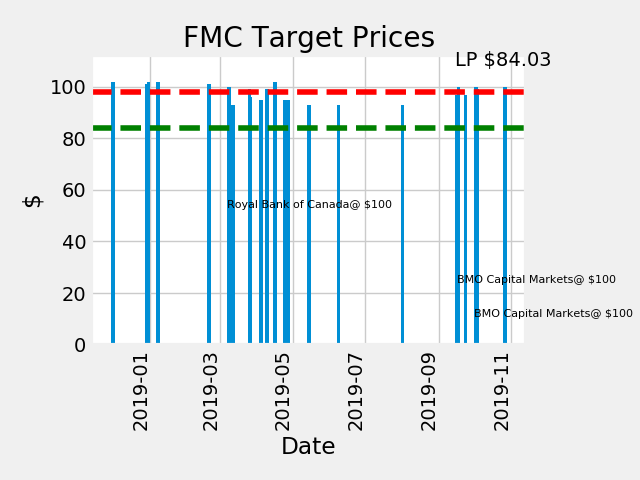 FMC Target Prices
LP $84.03
100
80
60
40
20
0
$
Royal Bank of Canada@ $100
BMO Capital Markets@ $100
BMO Capital Markets@ $100
2019-01
2019-03
2019-05
2019-07
2019-09
2019-11
Date